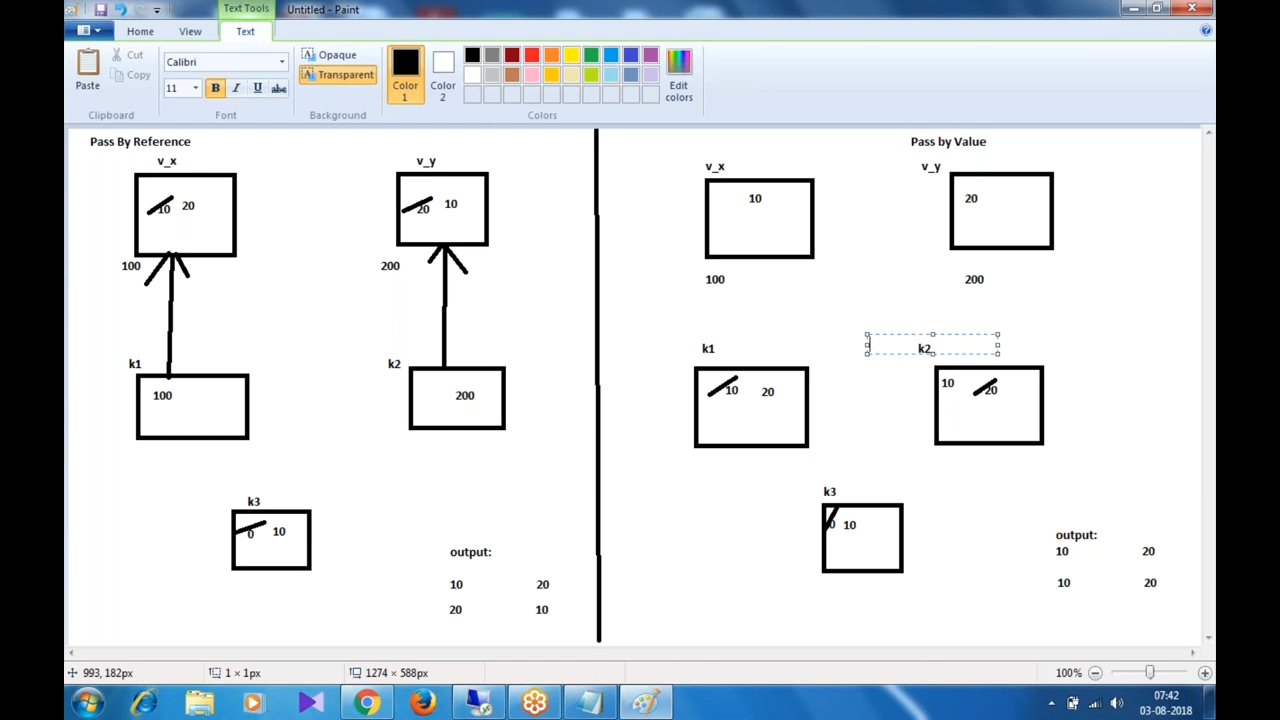 Text Tools
Untitled - Paint
Home
View
Text
Paste
Cut
Copy
Clipboard
Calibri
11
B
I
U
abc
Font
Opaque
Transparent
Background
Color 1
Color 2
Edit colors
Colors
Pass By Reference
v_x
10 20
100
v_y
20 10
200
k1
100
k2
200
k3
0 10
output:
10 20
20 10
Pass by Value
v_x
10
100
v_y
20
200
k1
10 20
k2
10 20
k3
0 10
output:
10 20
10 20
993, 182px
1 × 1px
1274 × 588px
100%
07:42
03-08-2018